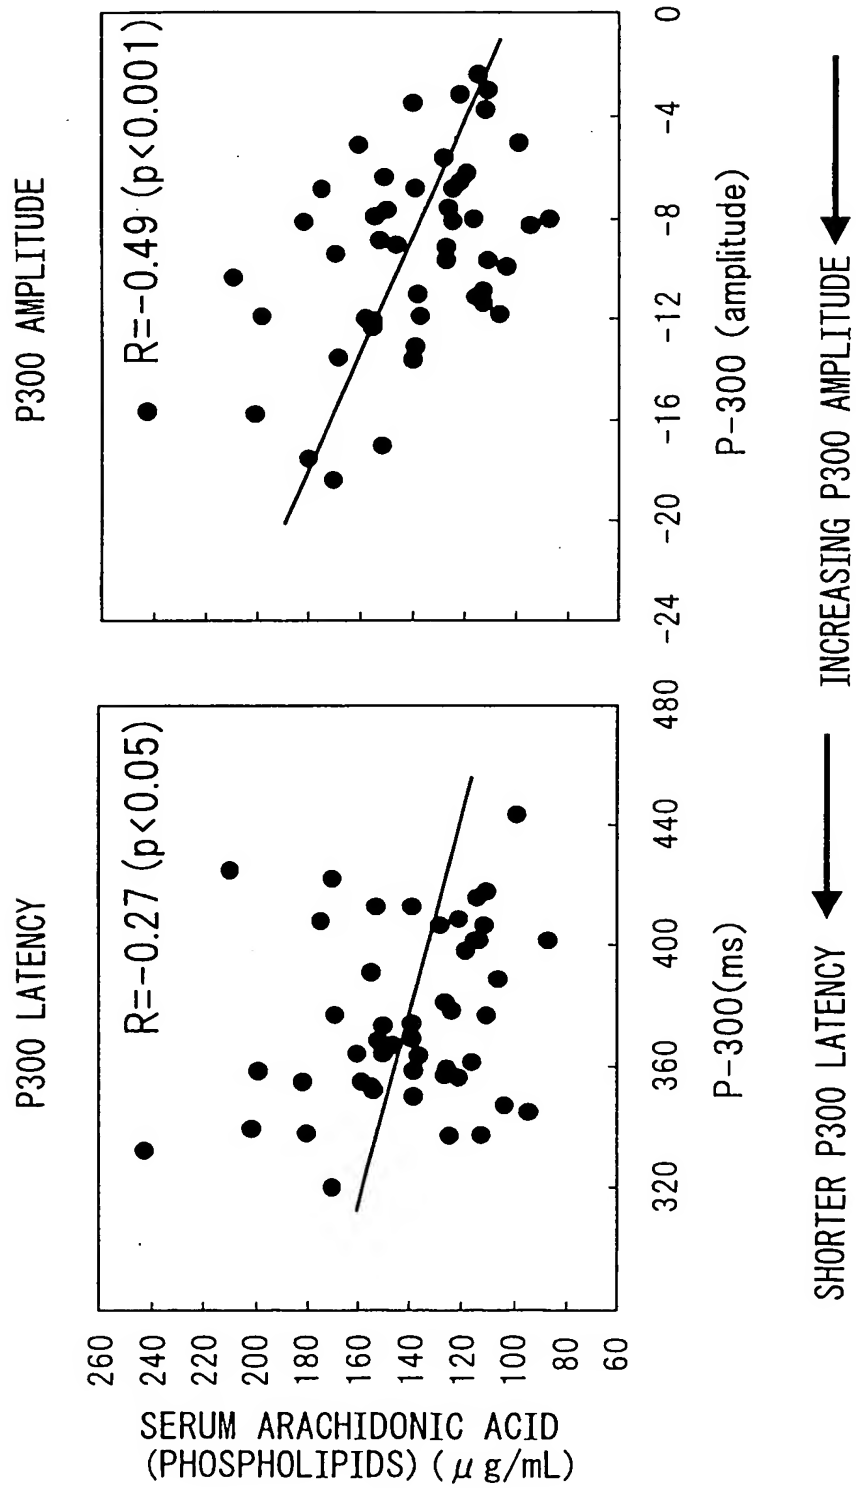 P300 LATENCY
R=-0.27 (p<0.05)
260
240
220
200
180
160
140
120
100
80
60
320
360
400
440
480
P-300(ms)
SERUM ARACHIDONIC ACID
(PHOSPHOLIPIDS) (μg/mL)
SHORTER P300 LATENCY
P300 AMPLITUDE
R=-0.49 (p<0.001)
-24
-20
-16
-12
-8
-4
0
P-300 (amplitude)
INCREASING P300 AMPLITUDE